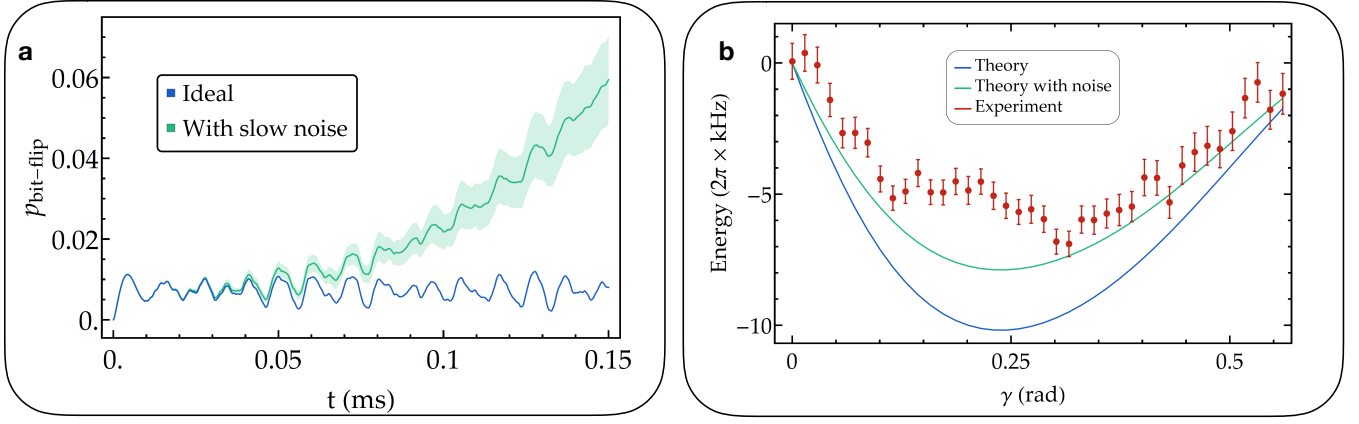 a
Ideal
With slow noise
p bit−flip
0.06
0.04
0.02
0.
0.
0.05
0.1
0.15
t (ms)
b
Theory
Theory with noise
Experiment
Energy (2π × kHz)
0
−5
−10
0
0.25
0.5
γ (rad)